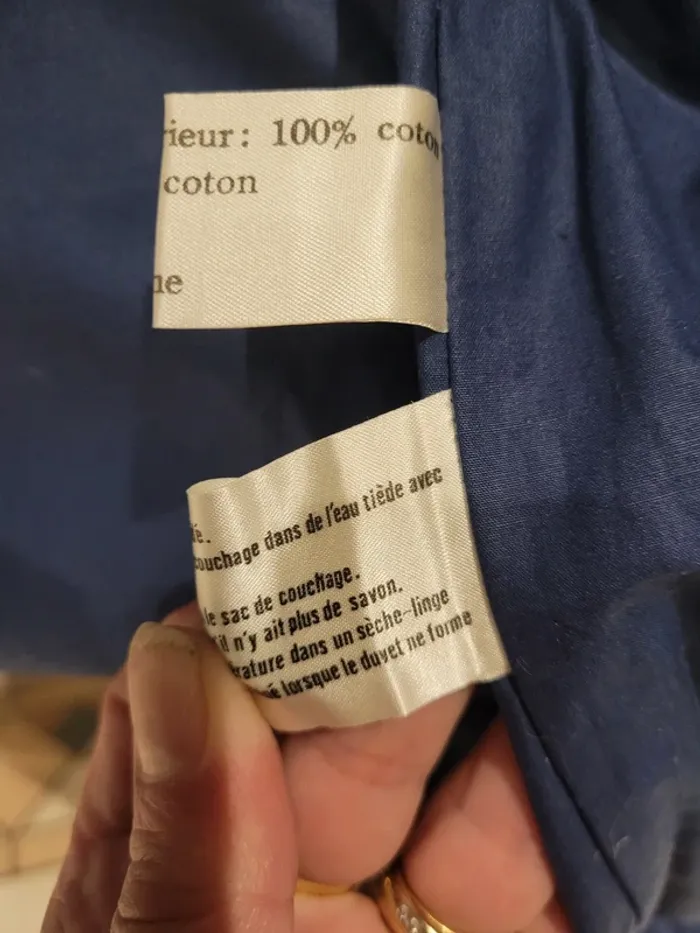 rieur: 100% coton
coton
ne
é.
couchage dans de l'eau tiède avec
le sac de couchage.
il n'y ait plus de savon.
rature dans un sèche-linge
é lorsque le duvet ne forme